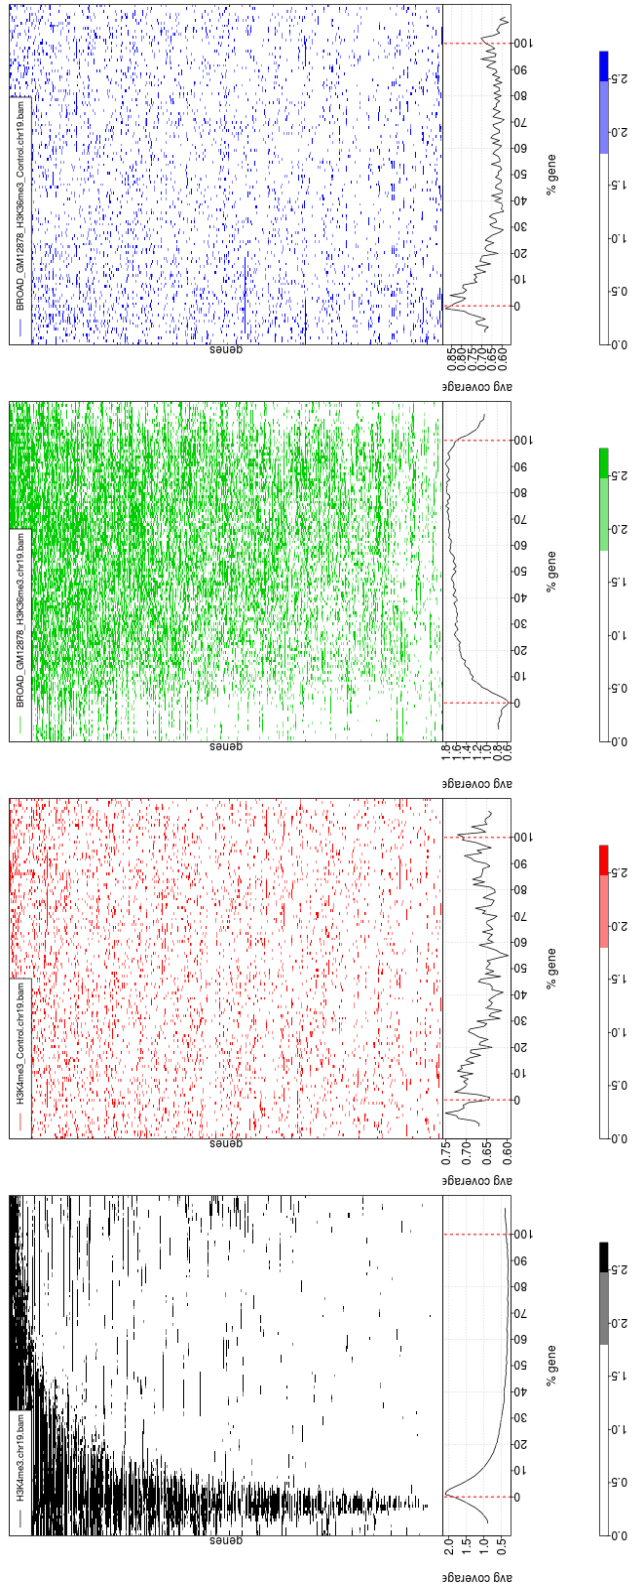 H3K4me3.chr19.bam
genes
avg coverage
2.0
1.5
1.0
0.5
0 10 20 30 40 50 60 70 80 90 100
% gene
0.0 0.5 1.0 1.5 2.0 2.5
H3K4me3_Control.chr19.bam
genes
avg coverage
0.75
0.70
0.65
0.60
0 10 20 30 40 50 60 70 80 90 100
% gene
0.0 0.5 1.0 1.5 2.0 2.5
BROAD_GM12878_H3K36me3.chr19.bam
genes
avg coverage
1.8
1.6
1.4
1.2
1.0
0.8
0.6
0 10 20 30 40 50 60 70 80 90 100
% gene
0.0 0.5 1.0 1.5 2.0 2.5
BROAD_GM12878_H3K36me3_Control.chr19.bam
genes
avg coverage
0.85
0.80
0.75
0.70
0.65
0.60
0 10 20 30 40 50 60 70 80 90 100
% gene
0.0 0.5 1.0 1.5 2.0 2.5